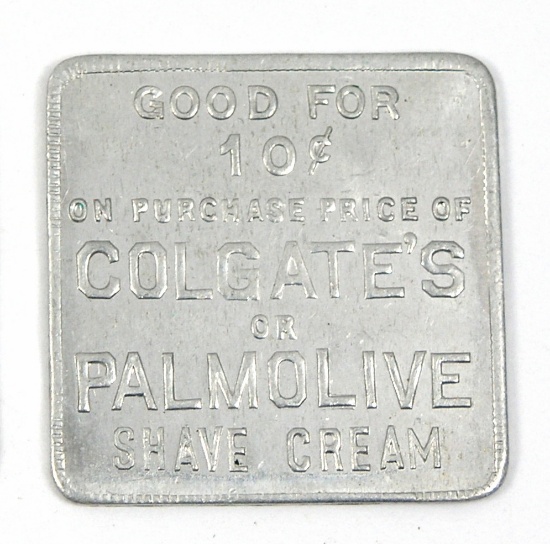 GOOD FOR
10¢
ON PURCHASE PRICE OF
COLGATE'S
OR
PALMOLIVE
SHAVE CREAM